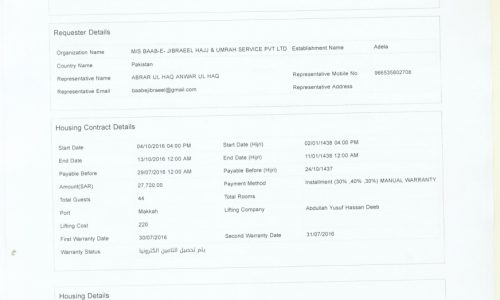 Requester Details
Organization Name M/S BAAB-E- JIBRAEEL HAJJ & UMRAH SERVICE PVT LTD Establishment Name Adela
Country Name Pakistan
Representative Name ABRAR UL HAQ ANWAR UL HAQ Representative Mobile No 966535602708
Representative Email baabejibraeel@gmail.com Representative Address
Housing Contract Details
Start Date 04/10/2016 04:00 PM Start Date (Hijri) 02/01/1438 04:00 PM
End Date 13/10/2016 12:00 AM End Date (Hijri) 11/01/1438 12:00 AM
Payable Before 29/07/2016 12:00 AM Payable Before (Hijri) 24/10/1437
Amount(SAR) 27,720.00 Payment Method Installment (30% ,40% ,30%) MANUAL WARRANTY
Total Guests 44 Total Rooms
Port Makkah Lifting Company Abdullah Yusuf Hassan Deeb
Lifting Cost 220
First Warranty Date 30/07/2016 Second Warranty Date 31/07/2016
Warranty Status يتم تحصيل التامين الكترونيا
Housing Details